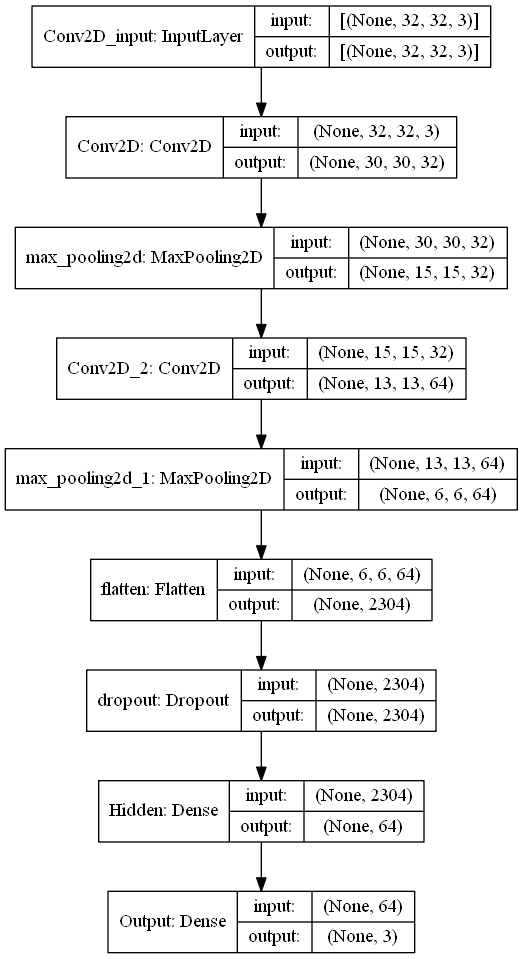 Conv2D_input: InputLayer
input: [(None, 32, 32, 3)]
output: [(None, 32, 32, 3)]
Conv2D: Conv2D
input: (None, 32, 32, 3)
output: (None, 30, 30, 32)
max_pooling2d: MaxPooling2D
input: (None, 30, 30, 32)
output: (None, 15, 15, 32)
Conv2D_2: Conv2D
input: (None, 15, 15, 32)
output: (None, 13, 13, 64)
max_pooling2d_1: MaxPooling2D
input: (None, 13, 13, 64)
output: (None, 6, 6, 64)
flatten: Flatten
input: (None, 6, 6, 64)
output: (None, 2304)
dropout: Dropout
input: (None, 2304)
output: (None, 2304)
Hidden: Dense
input: (None, 2304)
output: (None, 64)
Output: Dense
input: (None, 64)
output: (None, 3)